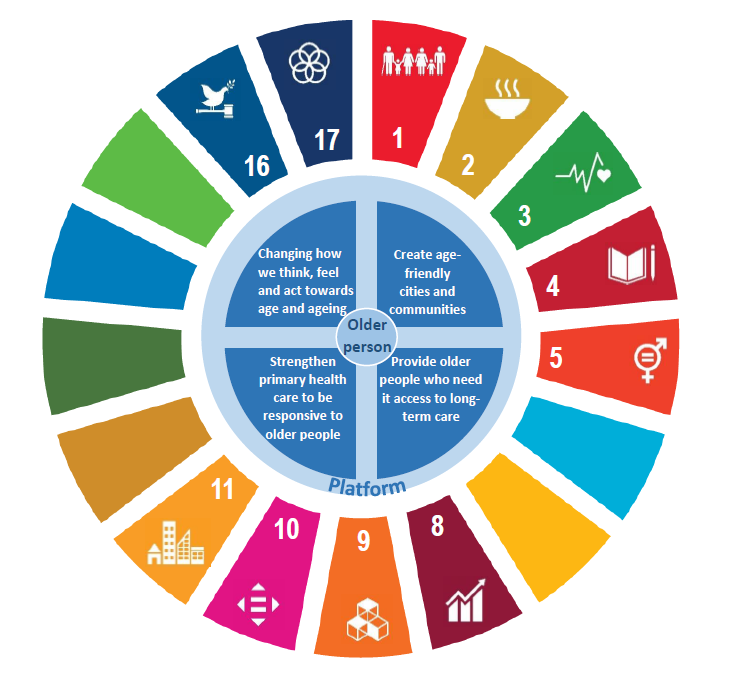 17
1
2
3
4
5
8
9
10
11
16
Changing how
we think, feel
and act towards
age and ageing
Create age-
friendly
cities and
communities
Older
person
Strengthen
primary health
care to be
responsive to
older people
Provide older
people who need
it access to long-
term care
Platform